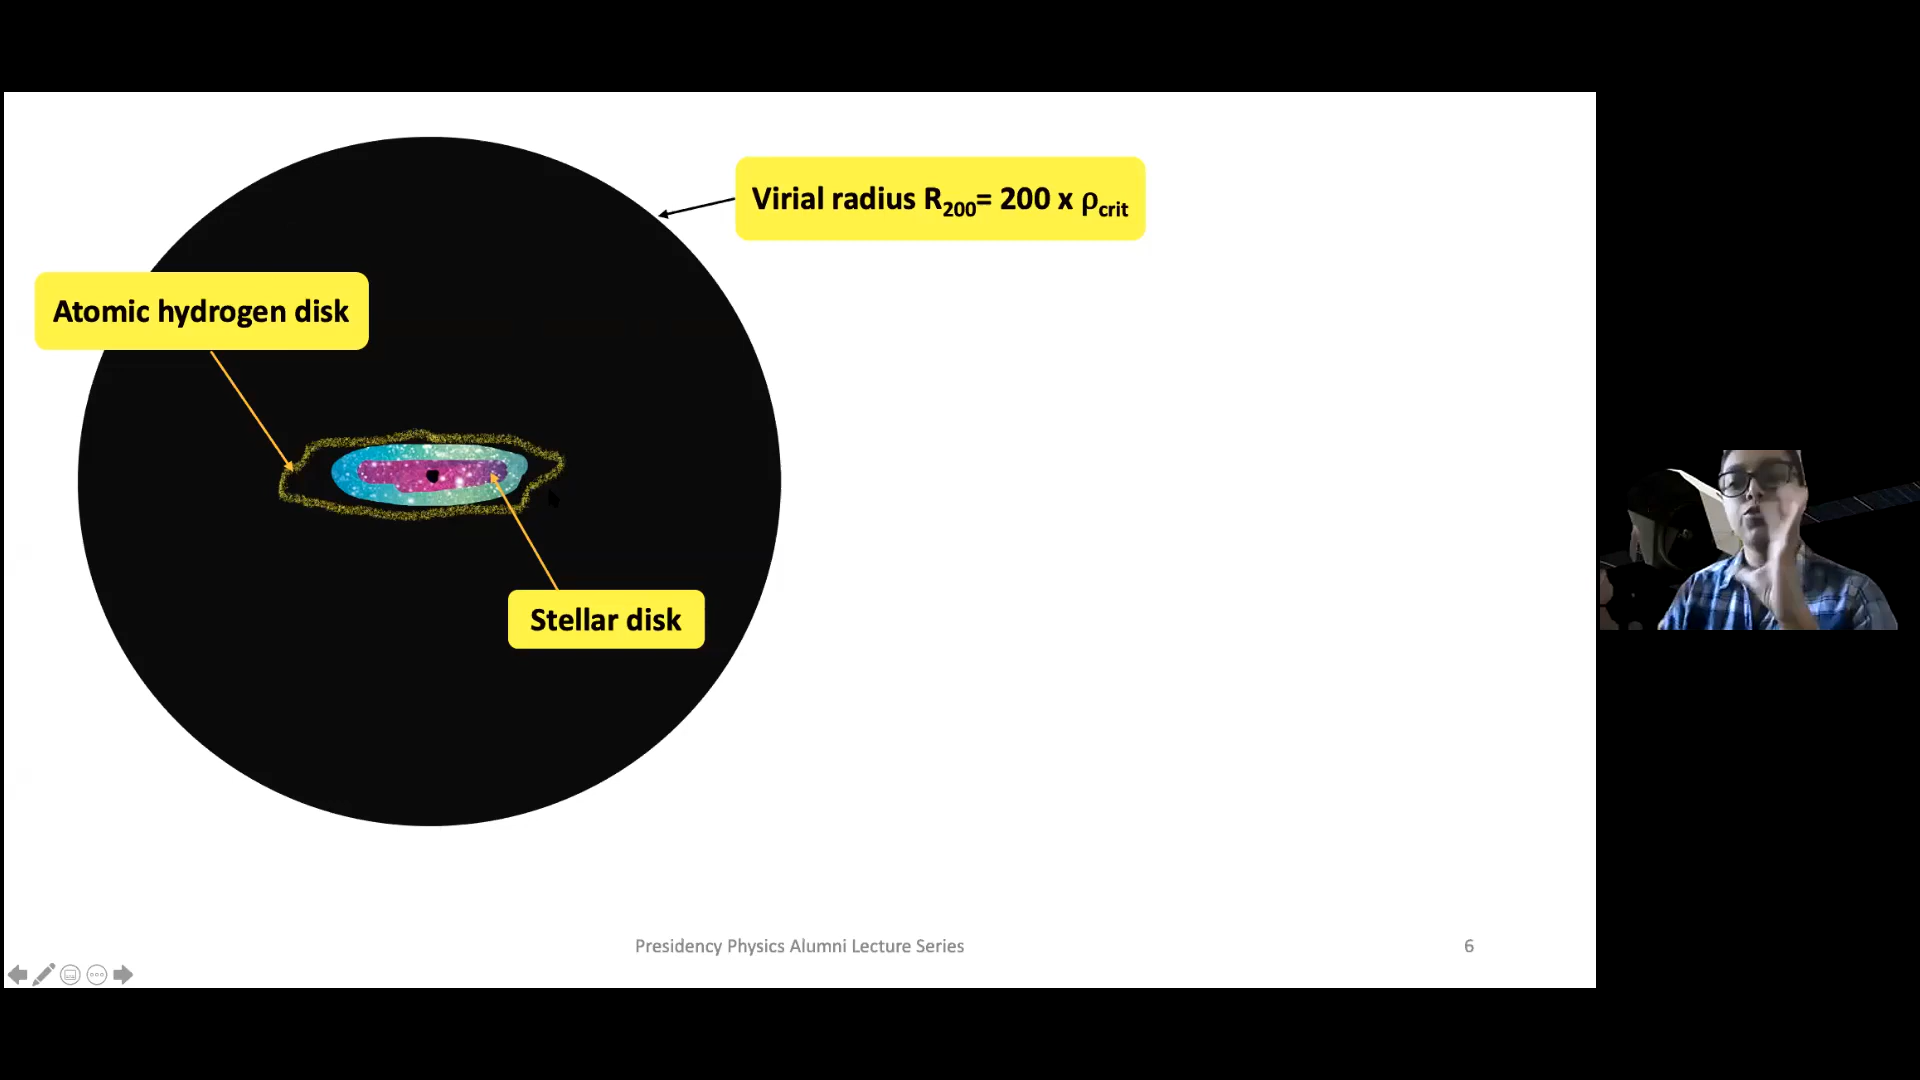 Virial radius R₂₀₀= 200 x ρcrit
Atomic hydrogen disk
Stellar disk
Presidency Physics Alumni Lecture Series
6